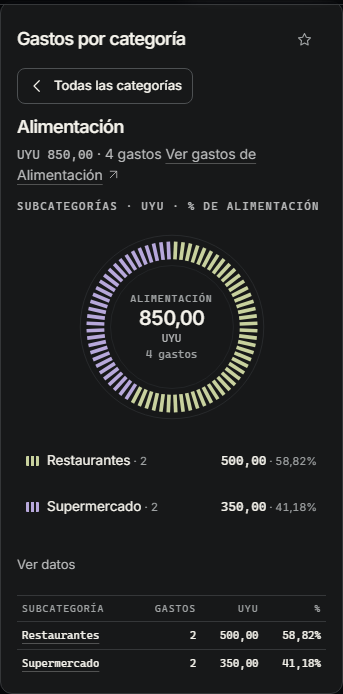 Gastos por categoría
Todas las categorías
Alimentación
UYU 850,00 · 4 gastos Ver gastos de
Alimentación ↗
SUBCATEGORÍAS · UYU · % DE ALIMENTACIÓN
ALIMENTACIÓN
850,00
UYU
4 gastos
Restaurantes · 2 500,00 · 58,82%
Supermercado · 2 350,00 · 41,18%
Ver datos
SUBCATEGORÍA GASTOS UYU %
Restaurantes 2 500,00 58,82%
Supermercado 2 350,00 41,18%